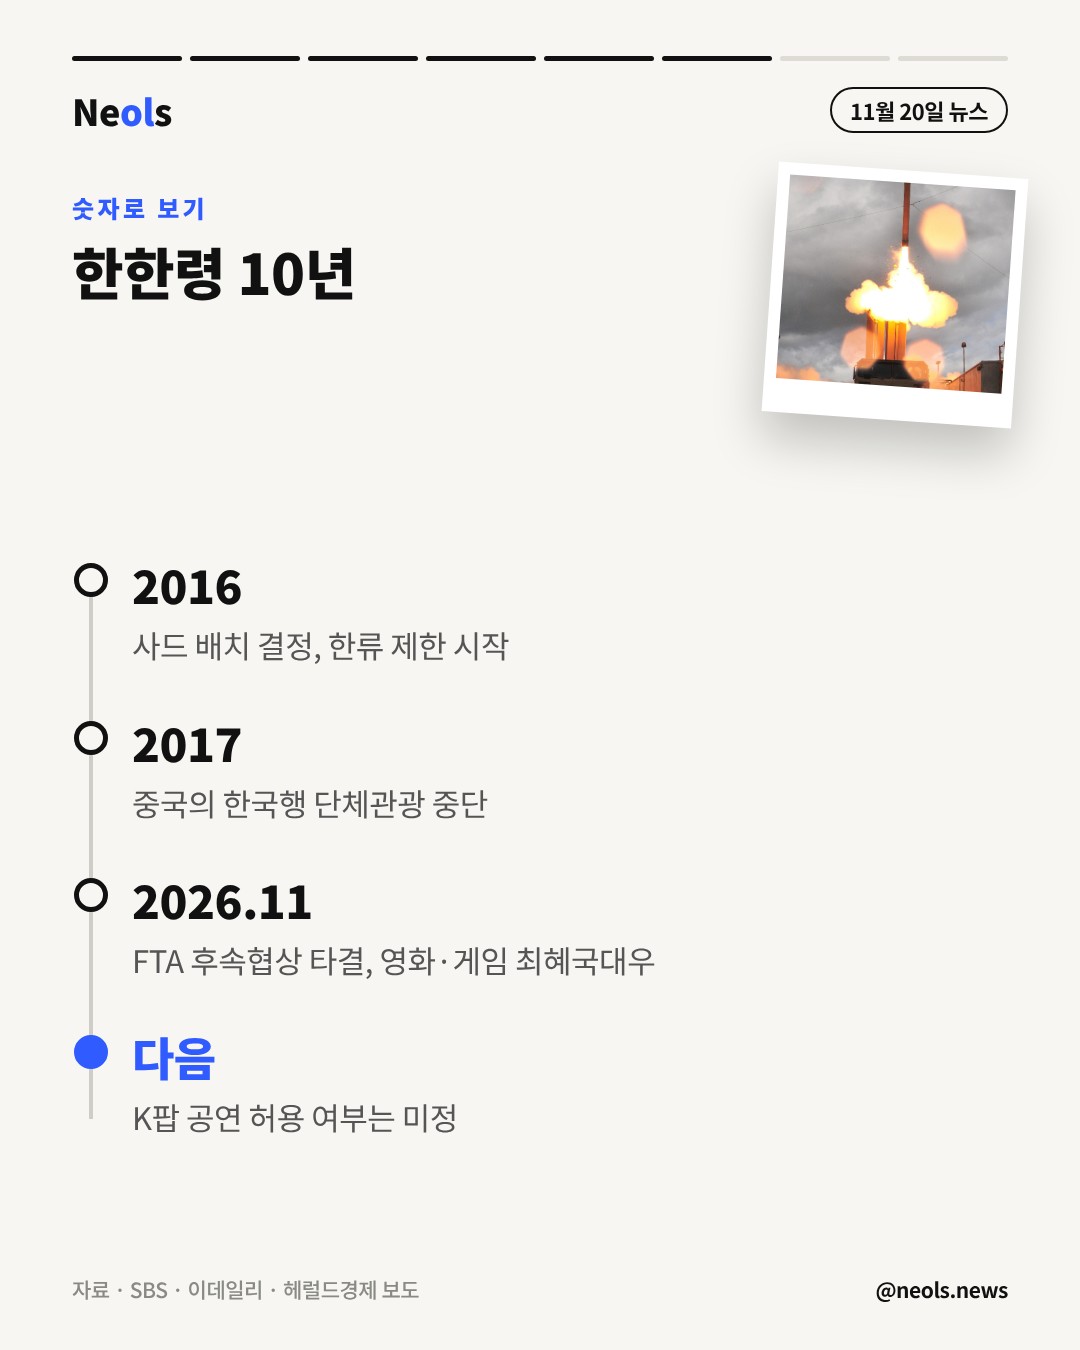 Neols
11월 20일 뉴스
숫자로 보기
한한령 10년
2016
사드 배치 결정, 한류 제한 시작
2017
중국의 한국행 단체관광 중단
2026.11
FTA 후속협상 타결, 영화·게임 최혜국대우
다음
K팝 공연 허용 여부는 미정
자료 · SBS · 이데일리 · 헤럴드경제 보도
@neols.news